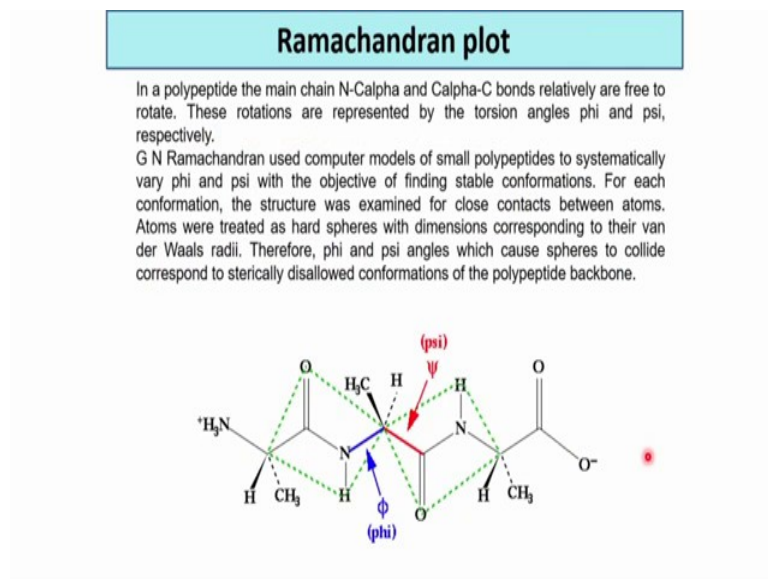 Ramachandran plot
In a polypeptide the main chain N-Calpha and Calpha-C bonds relatively are free to
rotate. These rotations are represented by the torsion angles phi and psi,
respectively.
G N Ramachandran used computer models of small polypeptides to systematically
vary phi and psi with the objective of finding stable conformations. For each
conformation, the structure was examined for close contacts between atoms.
Atoms were treated as hard spheres with dimensions corresponding to their van
der Waals radii. Therefore, phi and psi angles which cause spheres to collide
correspond to sterically disallowed conformations of the polypeptide backbone.
(psi)
ψ
O
H₃C H
H
O
⁺H₃N
N
N
O⁻
H CH₃
H
ϕ
O
H CH₃
(phi)